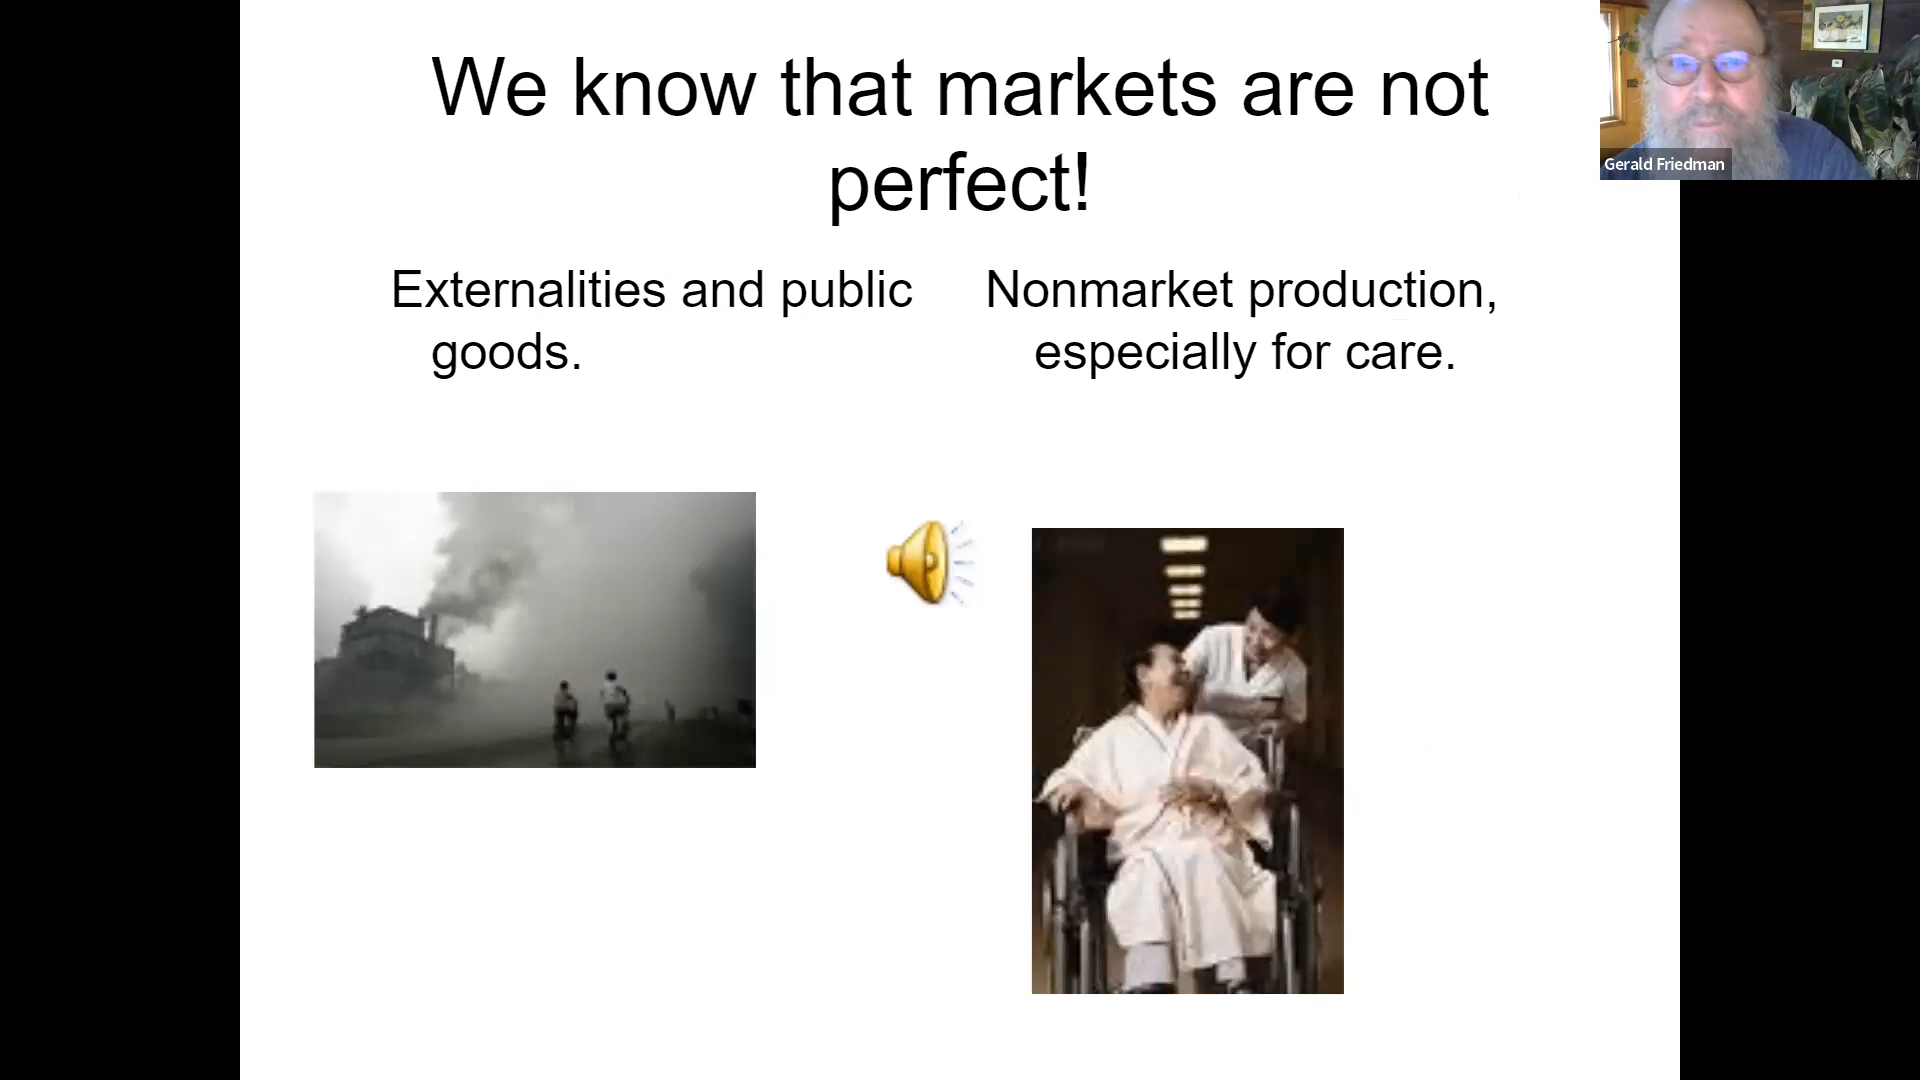 We know that markets are not
perfect!
Externalities and public
goods.
Nonmarket production,
especially for care.
Gerald Friedman